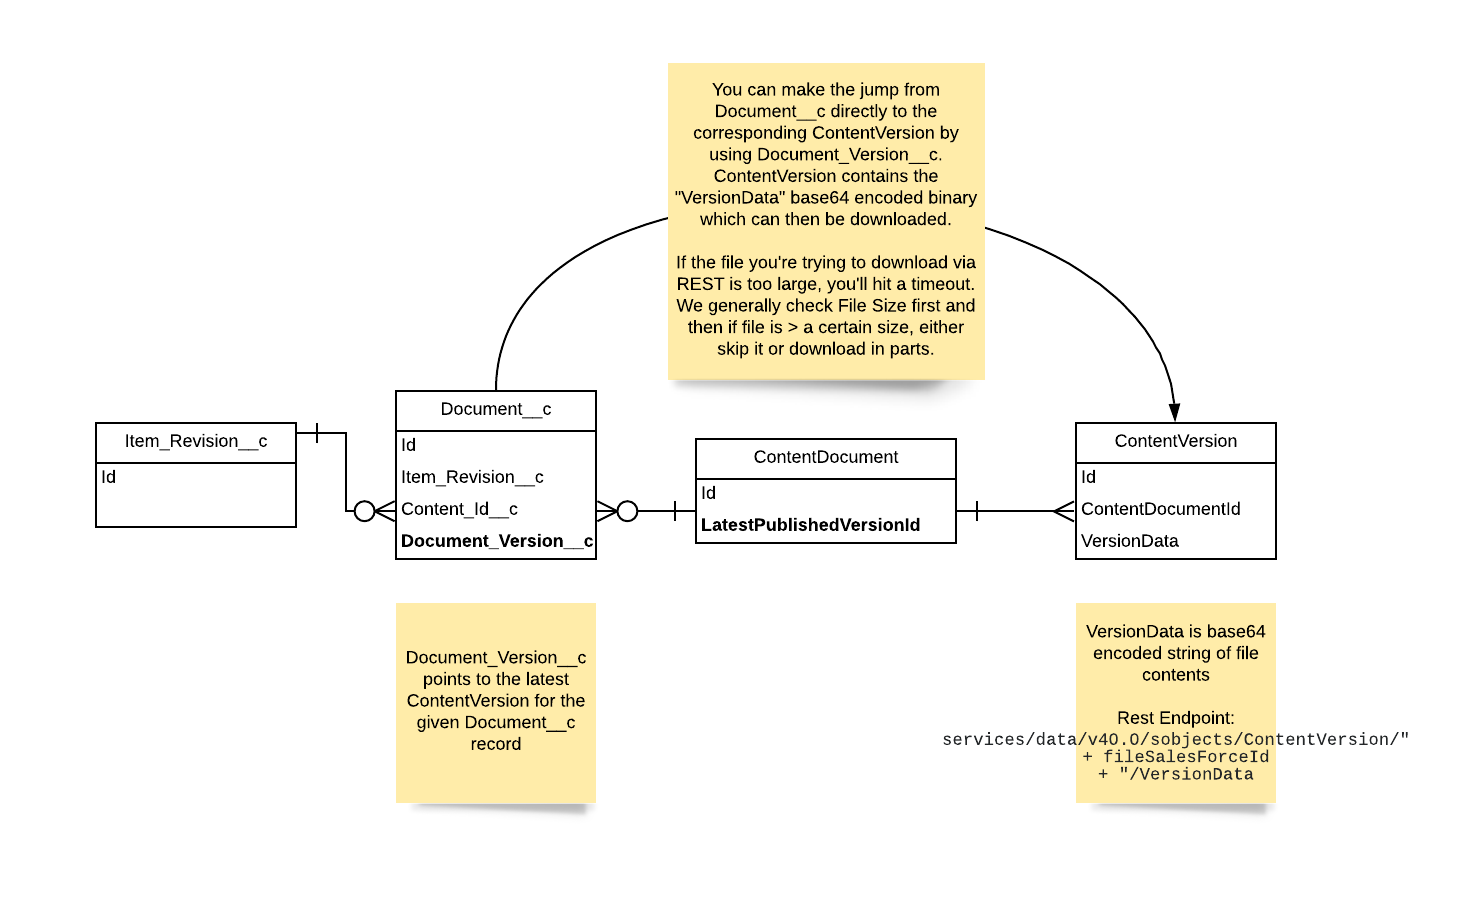 You can make the jump from
Document__c directly to the
corresponding ContentVersion by
using Document_Version__c.
ContentVersion contains the
"VersionData" base64 encoded binary
which can then be downloaded.
If the file you're trying to download via
REST is too large, you'll hit a timeout.
We generally check File Size first and
then if file is > a certain size, either
skip it or download in parts.
Item_Revision__c
Id
Document__c
Id
Item_Revision__c
Content_Id__c
Document_Version__c
ContentDocument
Id
LatestPublishedVersionId
ContentVersion
Id
ContentDocumentId
VersionData
Document_Version__c
points to the latest
ContentVersion for the
given Document__c
record
VersionData is base64
encoded string of file
contents
Rest Endpoint:
services/data/v40.0/sobjects/ContentVersion/"
+ fileSalesForceId
+ "/VersionData